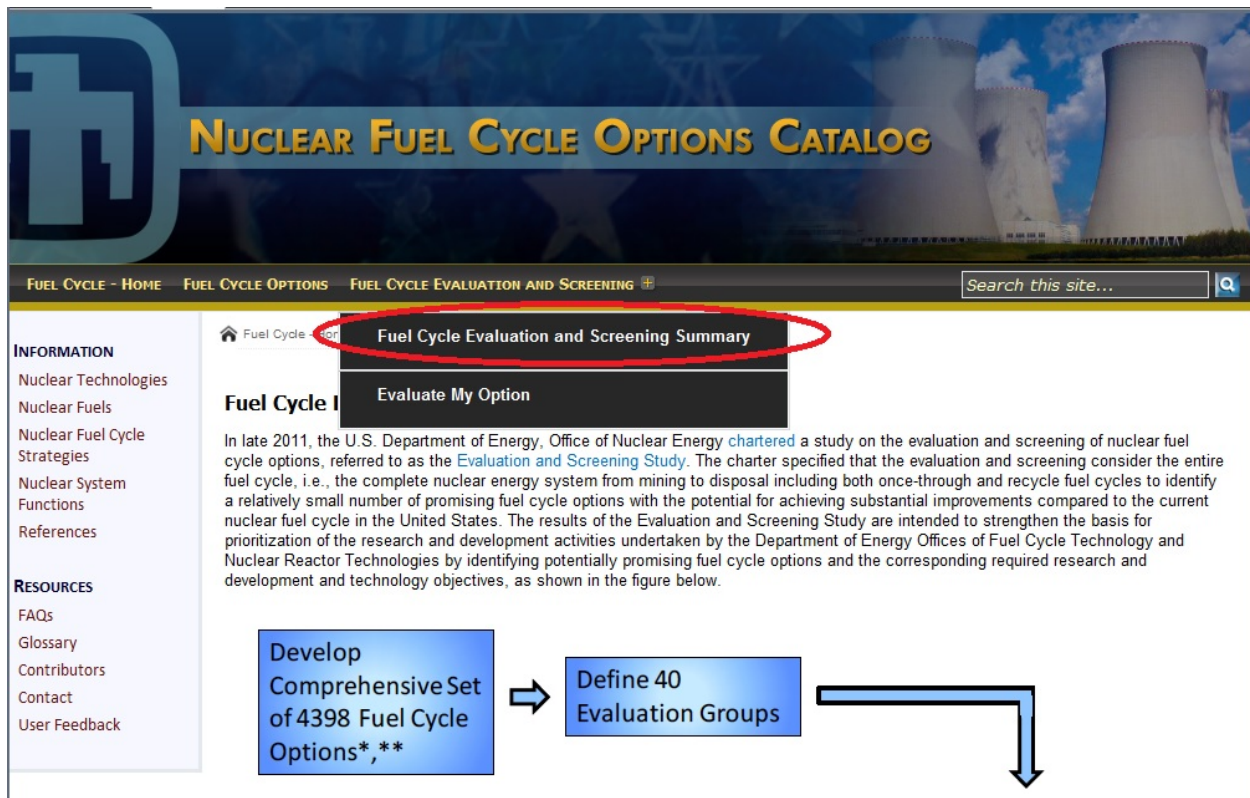 NUCLEAR FUEL CYCLE OPTIONS CATALOG
FUEL CYCLE - HOME FUEL CYCLE OPTIONS FUEL CYCLE EVALUATION AND SCREENING
Search this site...
INFORMATION
Nuclear Technologies
Nuclear Fuels
Nuclear Fuel Cycle
Strategies
Nuclear System
Functions
References
RESOURCES
FAQs
Glossary
Contributors
Contact
User Feedback
Fuel Cycle -
Fuel Cycle Evaluation and Screening Summary
Evaluate My Option
Fuel Cycle
In late 2011, the U.S. Department of Energy, Office of Nuclear Energy chartered a study on the evaluation and screening of nuclear fuel
cycle options, referred to as the Evaluation and Screening Study. The charter specified that the evaluation and screening consider the entire
fuel cycle, i.e., the complete nuclear energy system from mining to disposal including both once-through and recycle fuel cycles to identify
a relatively small number of promising fuel cycle options with the potential for achieving substantial improvements compared to the current
nuclear fuel cycle in the United States. The results of the Evaluation and Screening Study are intended to strengthen the basis for
prioritization of the research and development activities undertaken by the Department of Energy Offices of Fuel Cycle Technology and
Nuclear Reactor Technologies by identifying potentially promising fuel cycle options and the corresponding required research and
development and technology objectives, as shown in the figure below.
Develop
Comprehensive Set
of 4398 Fuel Cycle
Options*,**
Define 40
Evaluation Groups